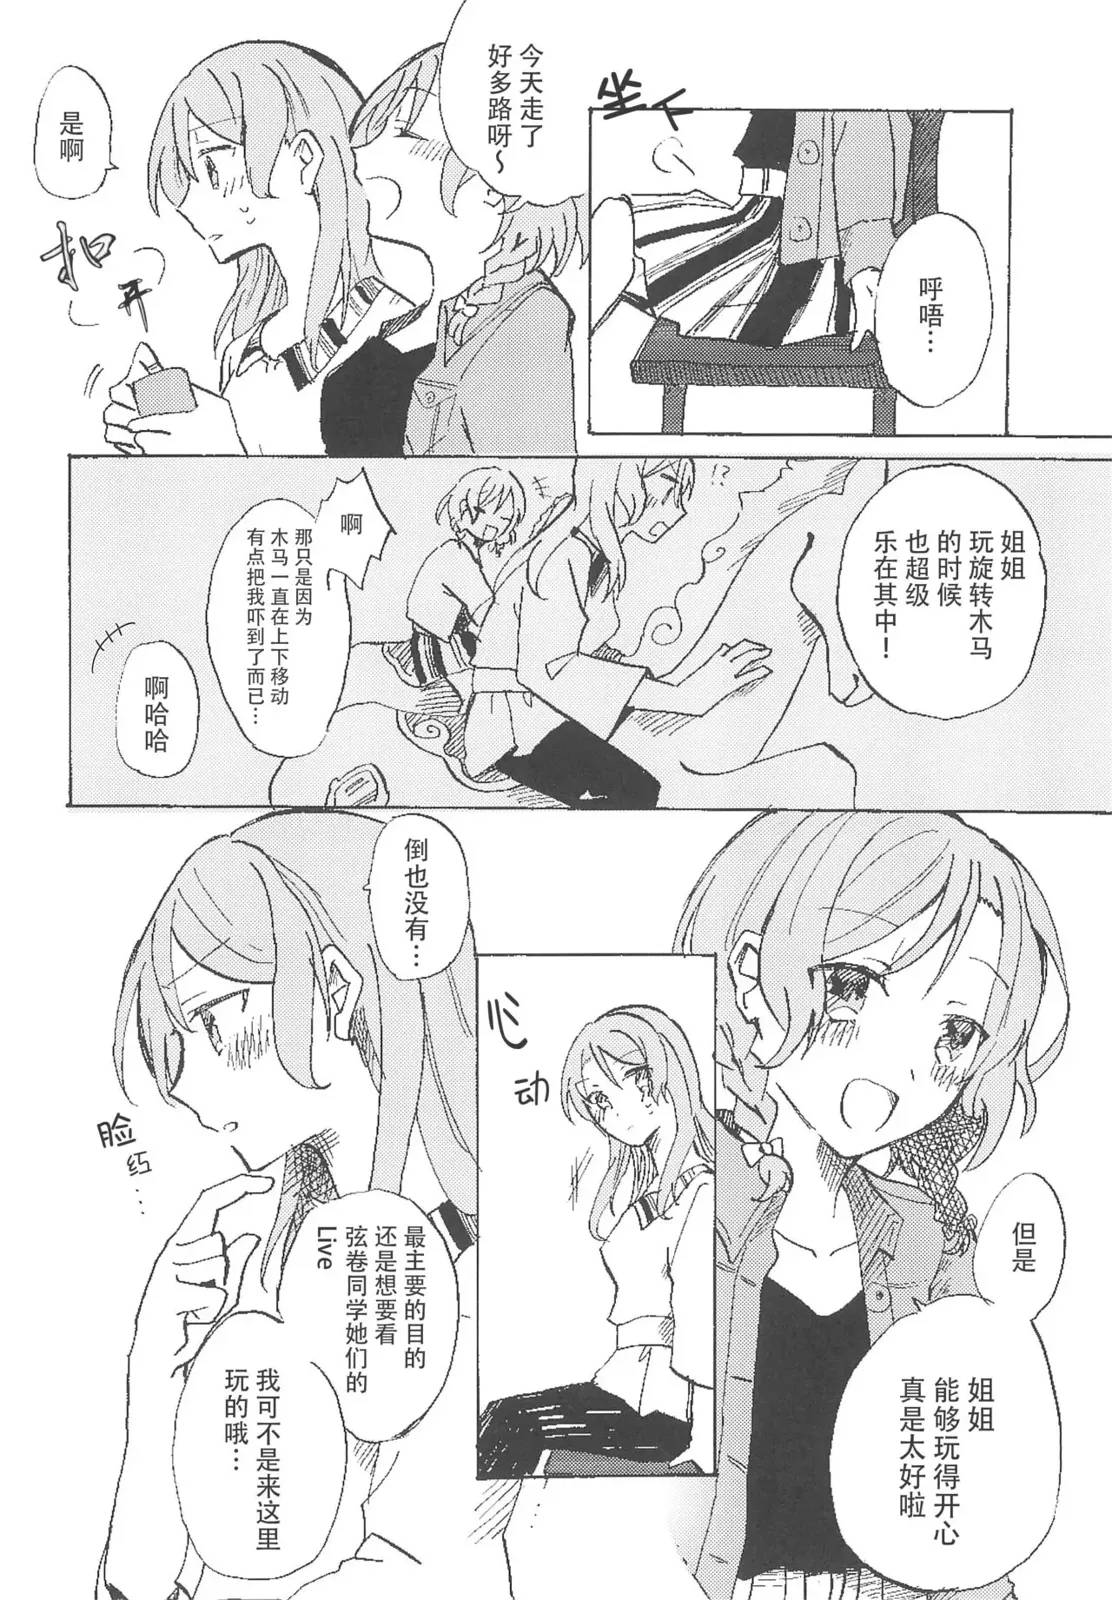 坐下
呼唔…
今天走了
好多路呀～
是啊
扣
开
姐姐
玩旋转木马
的时候
也超级
乐在其中！
!?
啊
那只是因为
木马一直在上下移动
有点把我吓到了而已…
啊哈哈
但是
姐姐
能够玩得开心
真是太好啦
心
动
倒也没有…
脸
红
…
最主要的目的
还是想要看
弦卷同学她们的
Live
我可不是来这里
玩的哦…